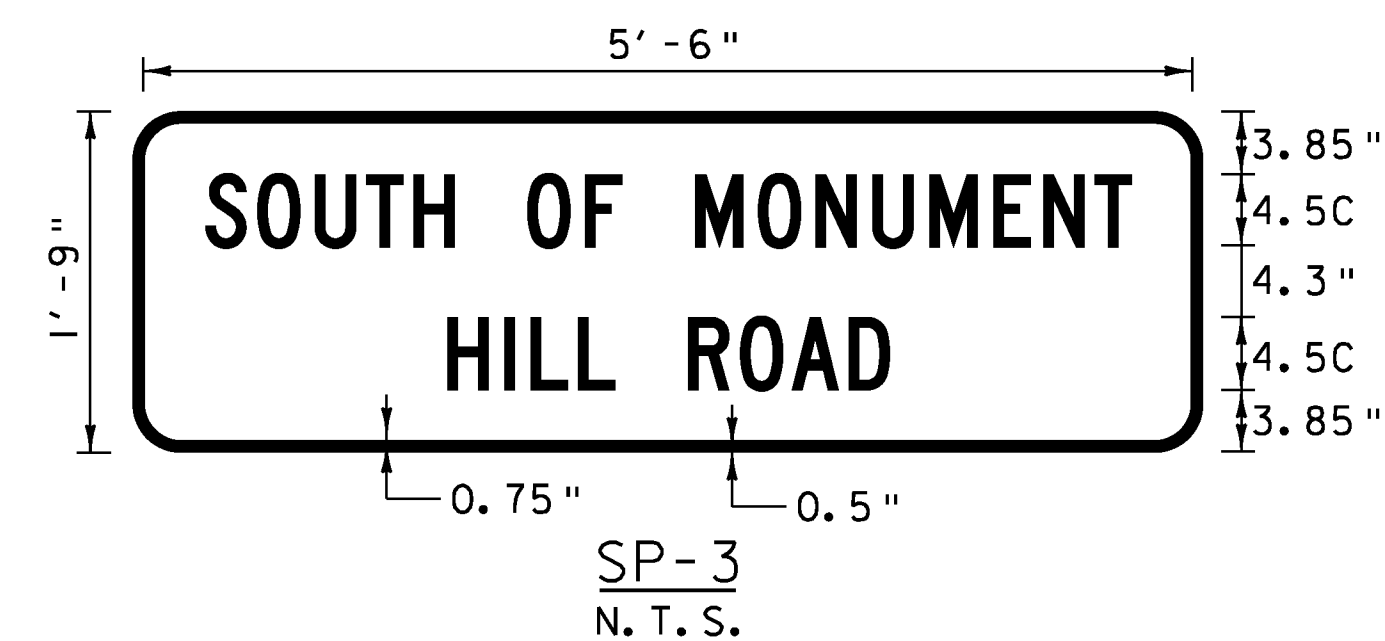 5'-6"
1'-9"
SOUTH OF MONUMENT
HILL ROAD
3.85"
4.5C
4.3"
4.5C
3.85"
0.75"
0.5"
SP-3
N.T.S.